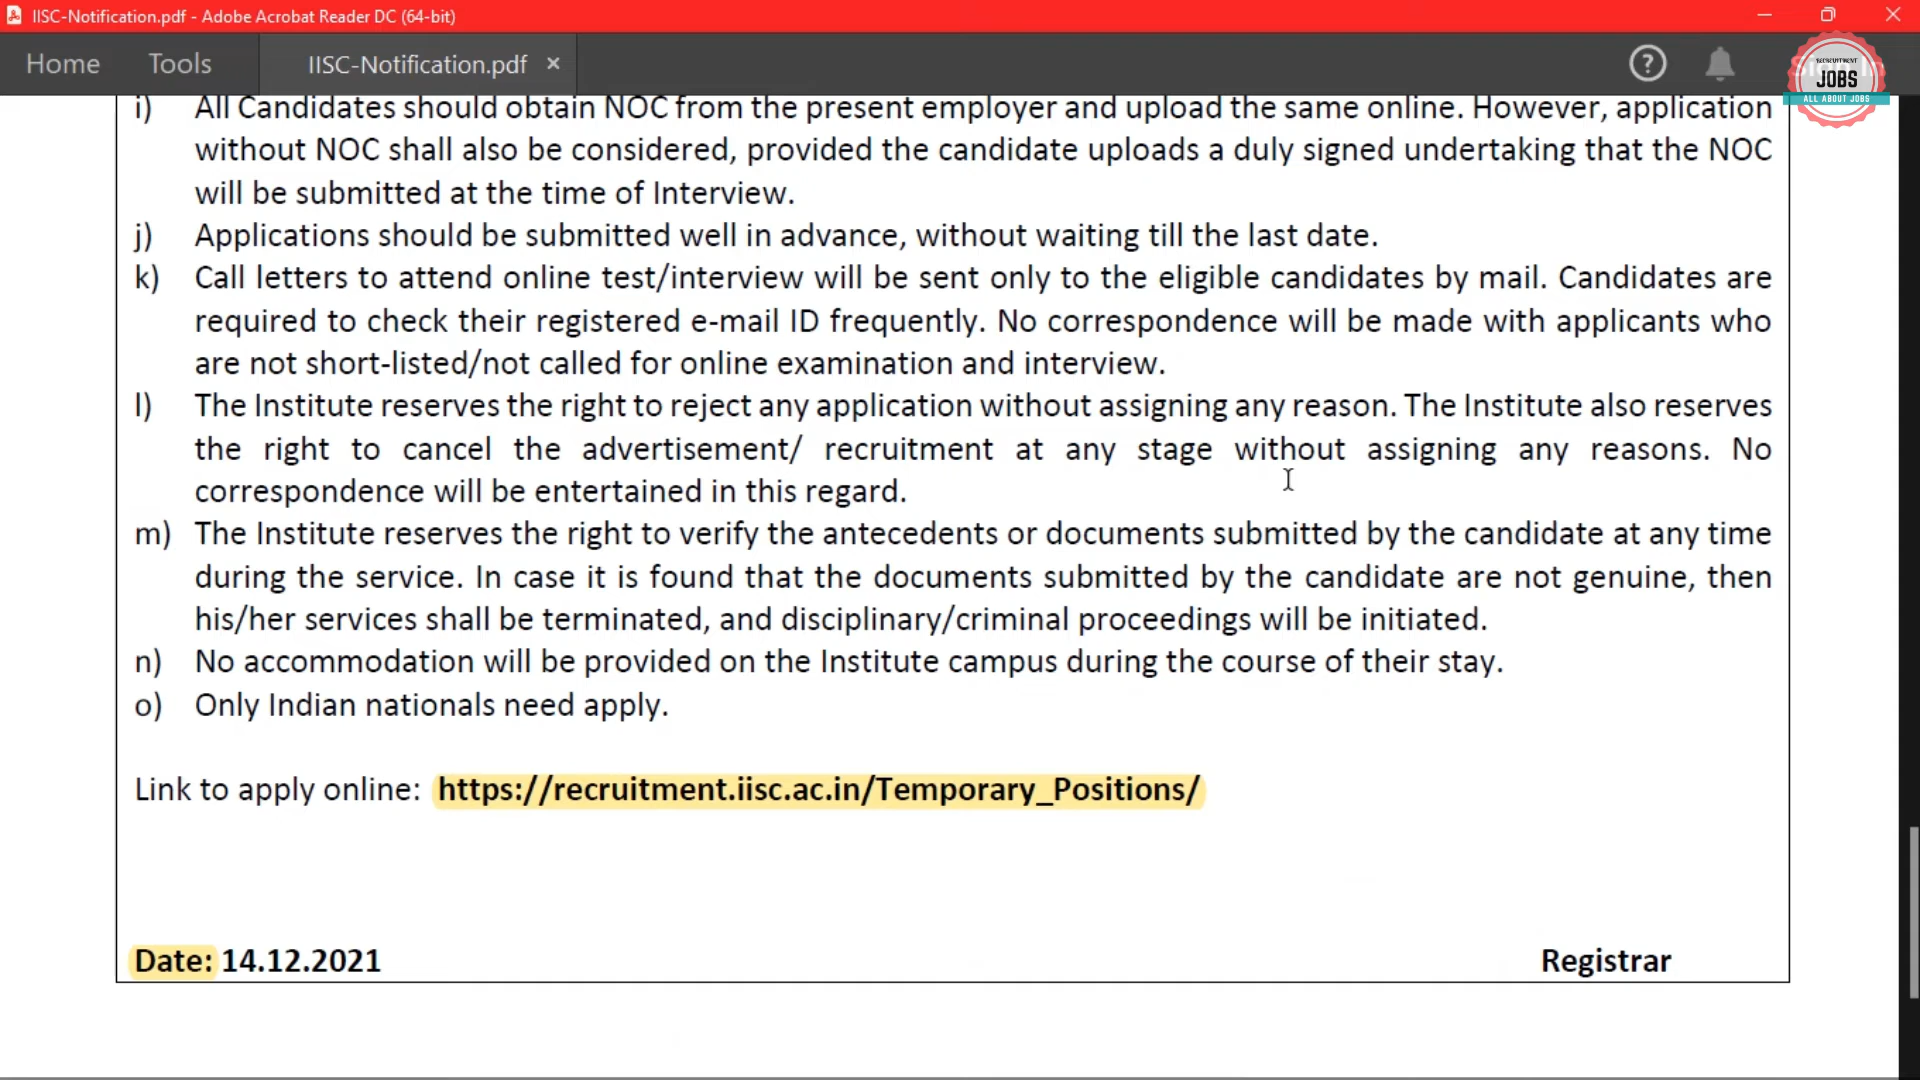 IISC-Notification.pdf - Adobe Acrobat Reader DC (64-bit)
Home Tools IISC-Notification.pdf ×
RECRUITMENT
JOBS
ALL ABOUT JOBS
i) All Candidates should obtain NOC from the present employer and upload the same online. However, application
without NOC shall also be considered, provided the candidate uploads a duly signed undertaking that the NOC
will be submitted at the time of Interview.
j) Applications should be submitted well in advance, without waiting till the last date.
k) Call letters to attend online test/interview will be sent only to the eligible candidates by mail. Candidates are
required to check their registered e-mail ID frequently. No correspondence will be made with applicants who
are not short-listed/not called for online examination and interview.
l) The Institute reserves the right to reject any application without assigning any reason. The Institute also reserves
the right to cancel the advertisement/ recruitment at any stage without assigning any reasons. No
correspondence will be entertained in this regard.
m) The Institute reserves the right to verify the antecedents or documents submitted by the candidate at any time
during the service. In case it is found that the documents submitted by the candidate are not genuine, then
his/her services shall be terminated, and disciplinary/criminal proceedings will be initiated.
n) No accommodation will be provided on the Institute campus during the course of their stay.
o) Only Indian nationals need apply.
Link to apply online: https://recruitment.iisc.ac.in/Temporary_Positions/
Date: 14.12.2021 Registrar